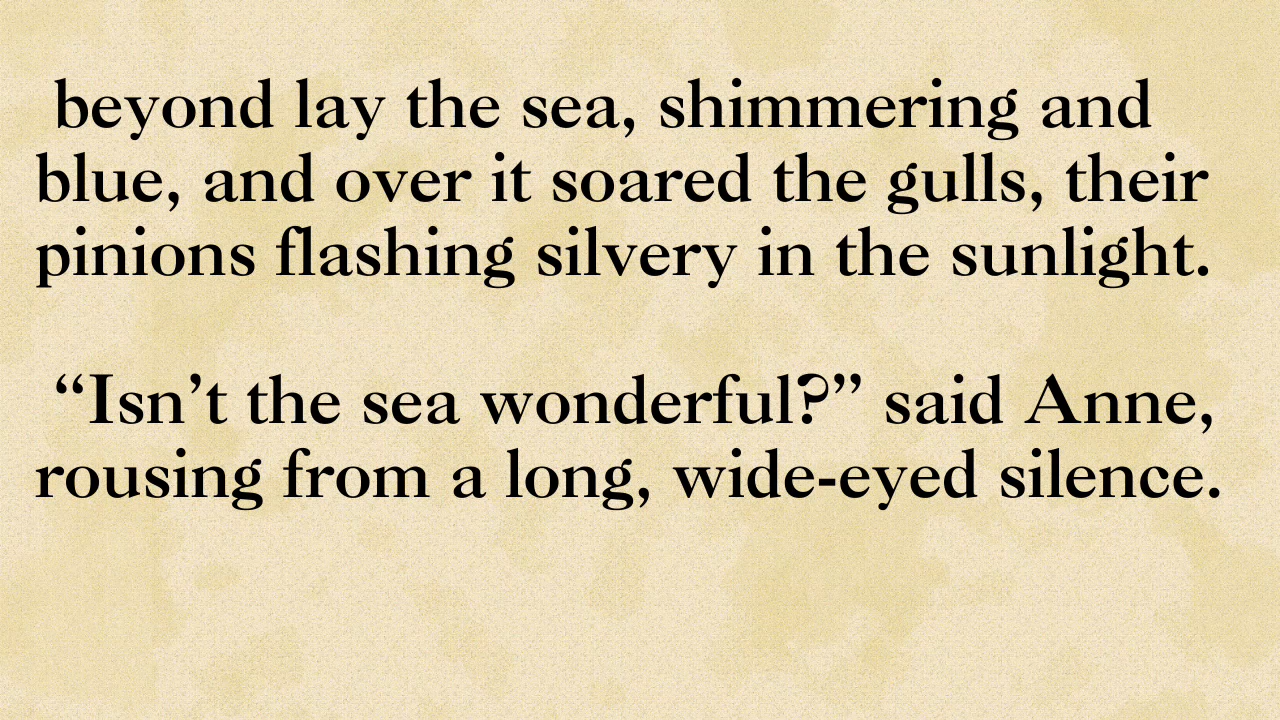 beyond lay the sea, shimmering and
blue, and over it soared the gulls, their
pinions flashing silvery in the sunlight.
“Isn’t the sea wonderful?” said Anne,
rousing from a long, wide-eyed silence.